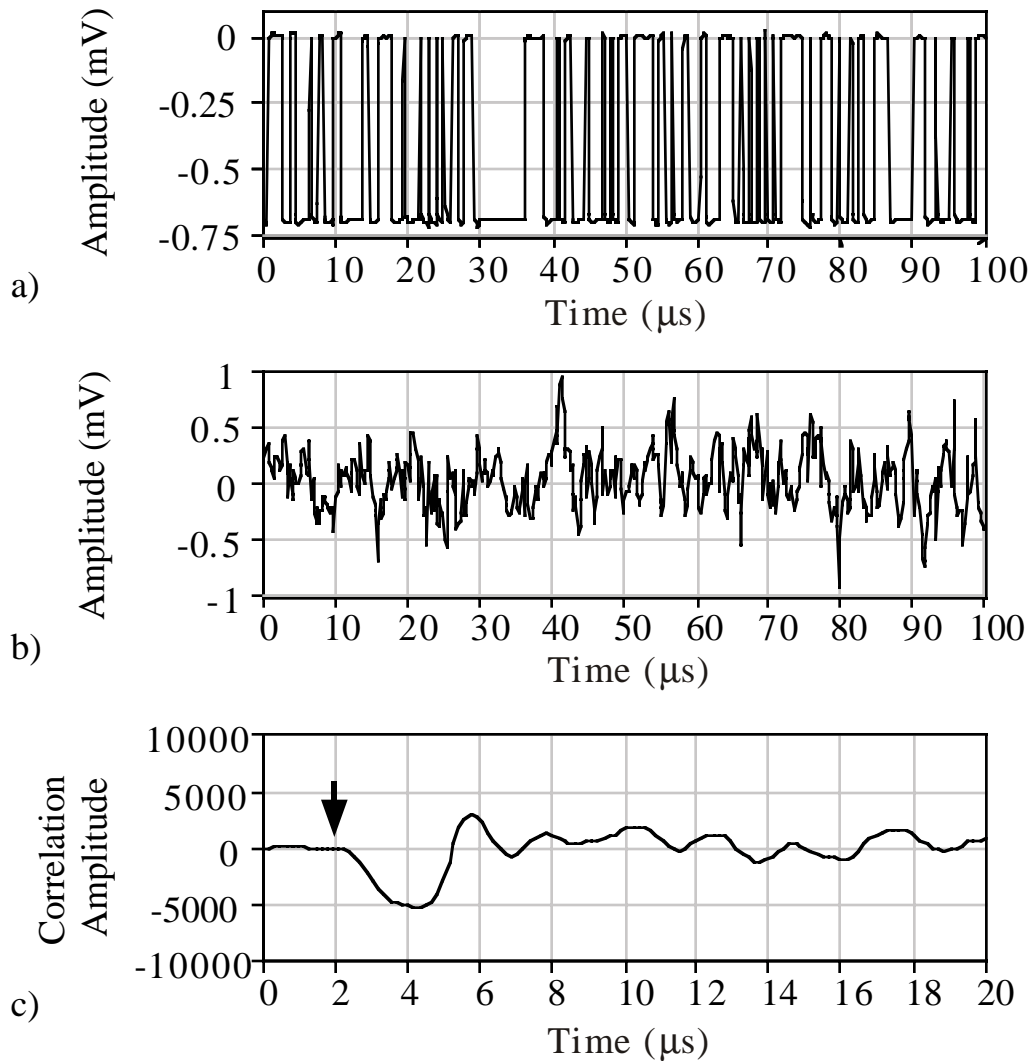 0
-0.25
-0.5
-0.75
Amplitude (mV)
0 10 20 30 40 50 60 70 80 90 100
Time (μs)
a)
1
0.5
0
-0.5
-1
Amplitude (mV)
0 10 20 30 40 50 60 70 80 90 100
Time (μs)
b)
10000
5000
0
-5000
-10000
Correlation
Amplitude
0 2 4 6 8 10 12 14 16 18 20
Time (μs)
c)